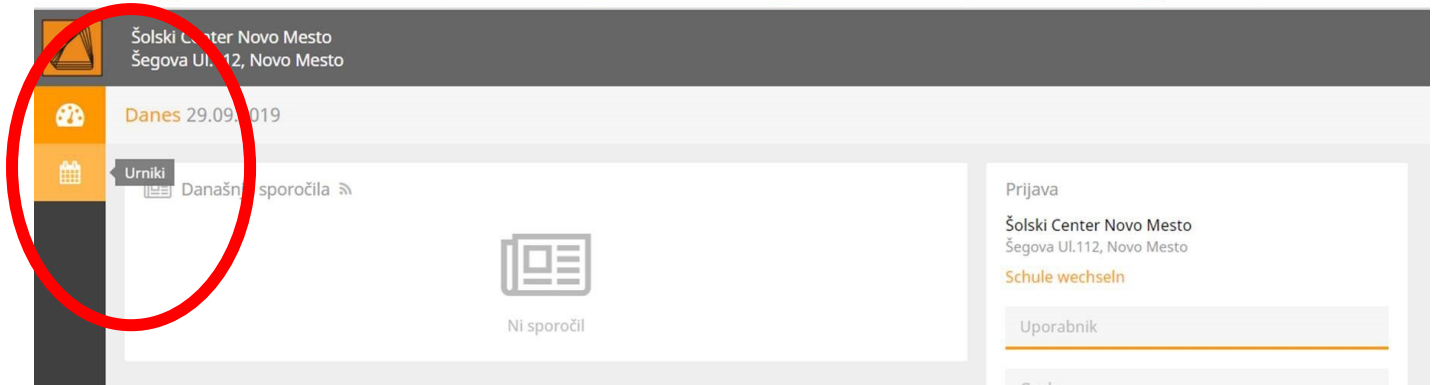 Šolski Center Novo Mesto
Šegova Ul.112, Novo Mesto
Danes 29.09.2019
Urniki
Današnja sporočila
Ni sporočil
Prijava
Šolski Center Novo Mesto
Šegova Ul.112, Novo Mesto
Schule wechseln
Uporabnik